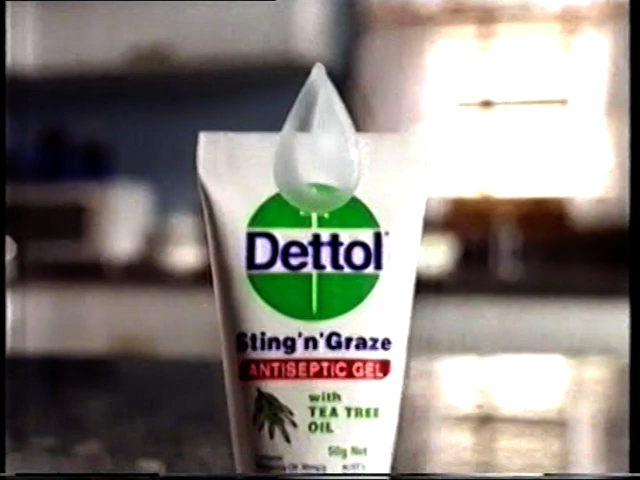 Dettol
Sting'n'Graze
ANTISEPTIC GEL
with
TEA TREE
OIL
50g Net